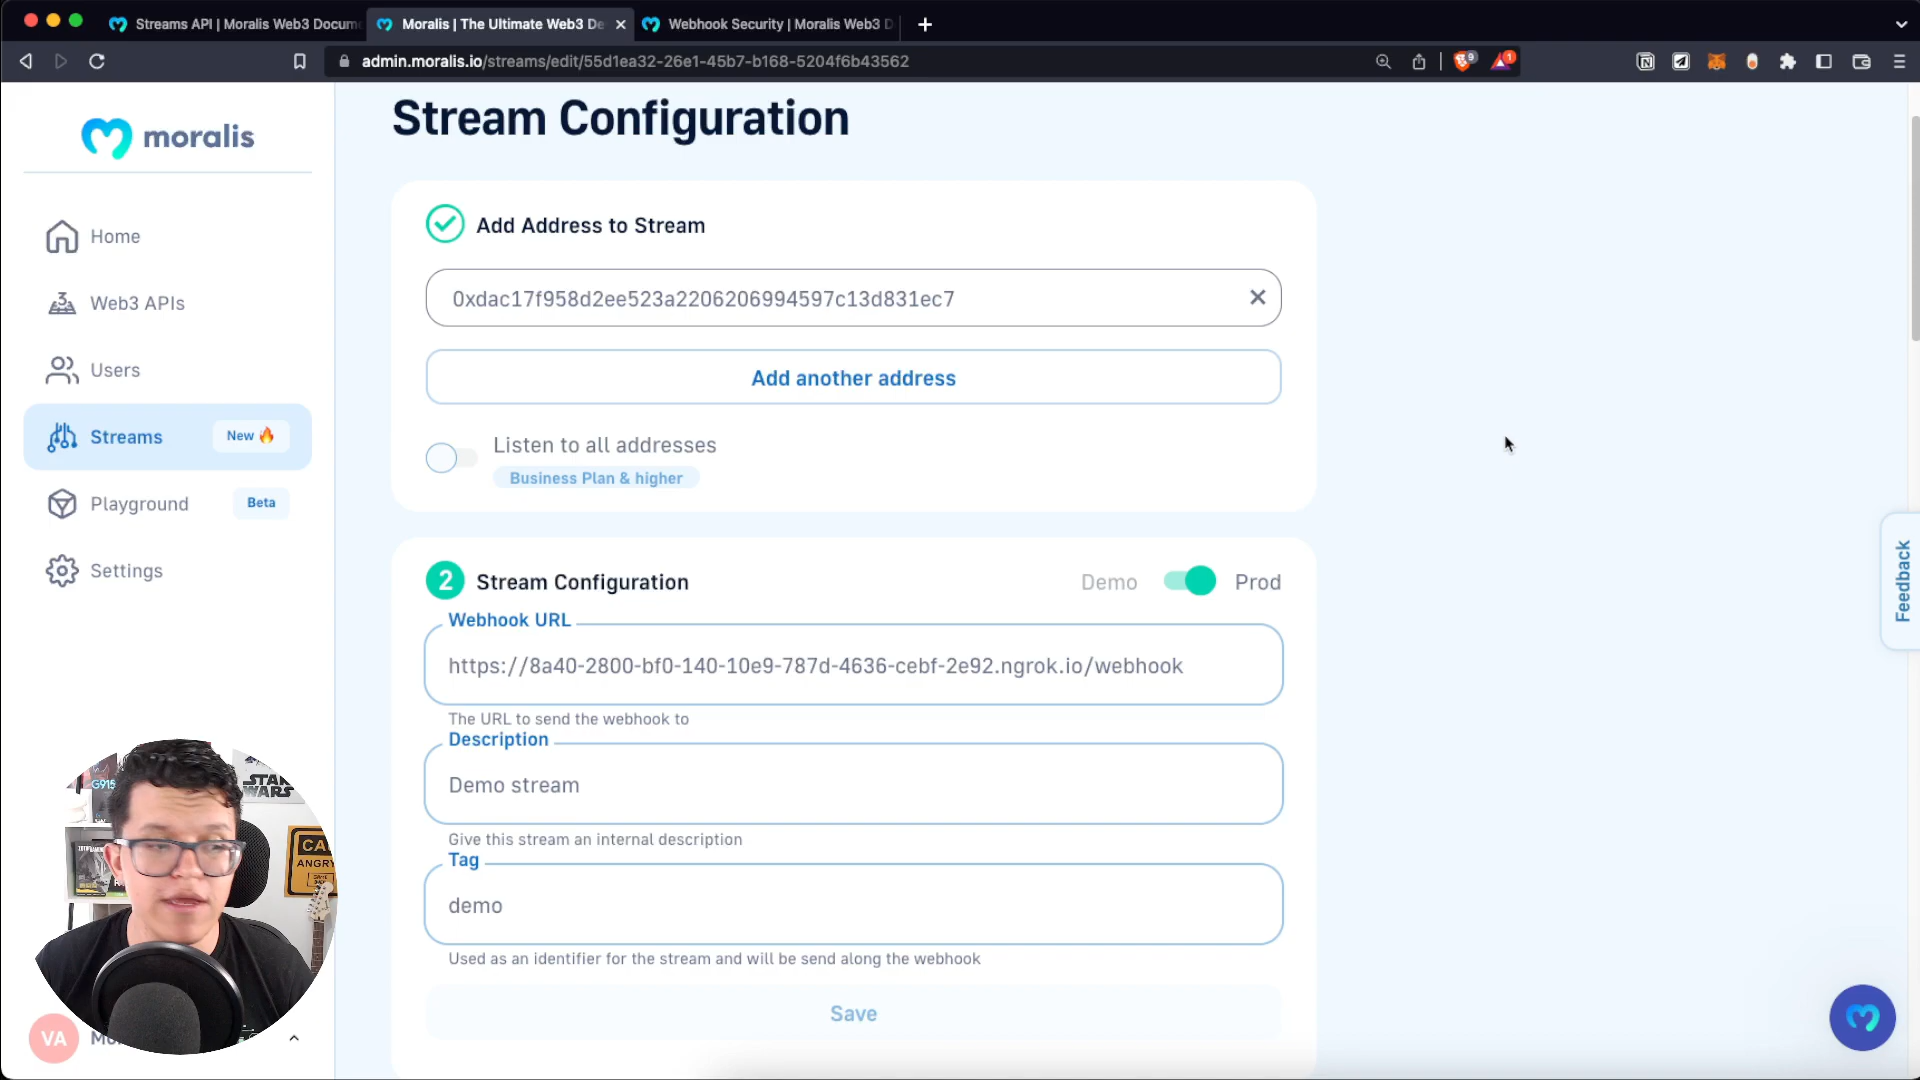 Streams API | Moralis Web3 Docum
Moralis | The Ultimate Web3 De
Webhook Security | Moralis Web3 D
admin.moralis.io/streams/edit/55d1ea32-26e1-45b7-b168-5204f6b43562
9
1
moralis
Home
Web3 APIs
Users
Streams
New 🔥
Playground
Beta
Settings
Stream Configuration
Add Address to Stream
0xdac17f958d2ee523a2206206994597c13d831ec7
Add another address
Listen to all addresses
Business Plan & higher
2
Stream Configuration
Demo
Prod
Webhook URL
https://8a40-2800-bf0-140-10e9-787d-4636-cebf-2e92.ngrok.io/webhook
The URL to send the webhook to
Description
Demo stream
Give this stream an internal description
Tag
demo
Used as an identifier for the stream and will be send along the webhook
Save
Feedback
G915
STAR
WARS
ANGRY
VA